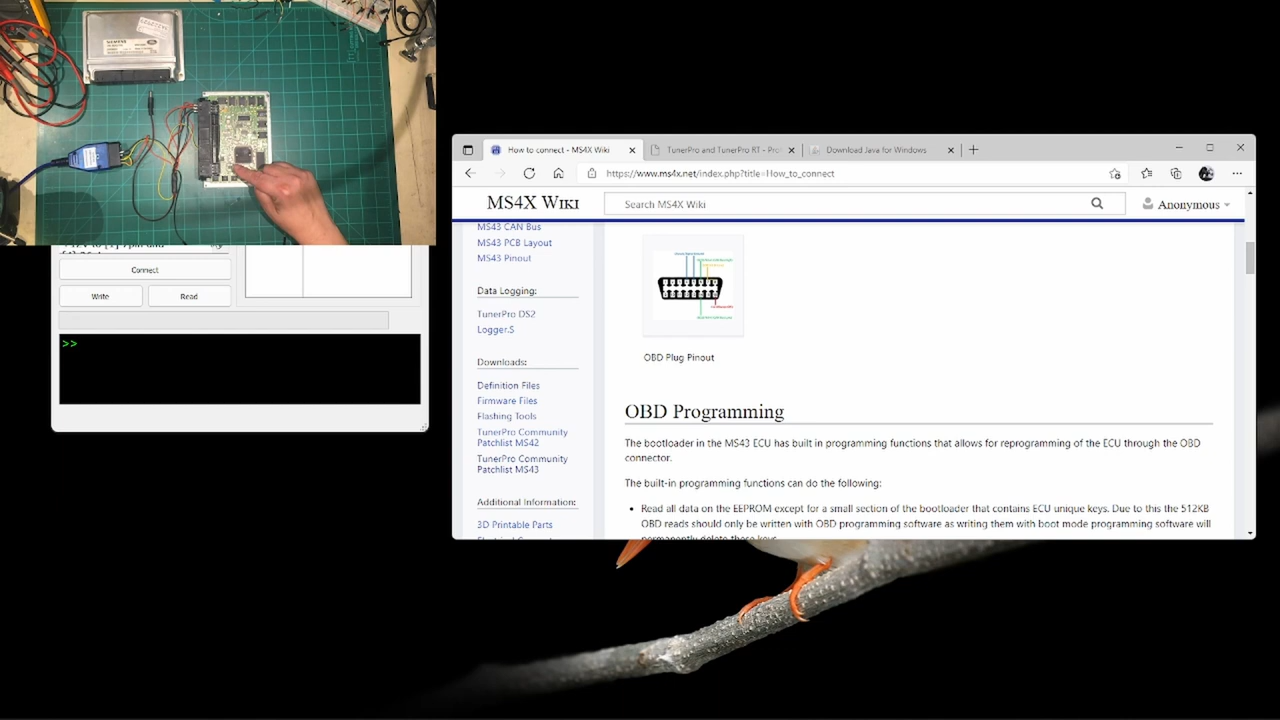 SIEMENS
Connect
Write
Read
>>
How to connect - MS4X Wiki
TunerPro and TunerPro RT - Pro
Download Java for Windows
https://www.ms4x.net/index.php?title=How_to_connect
MS4X Wiki
Search MS4X Wiki
Anonymous
MS43 CAN Bus
MS43 PCB Layout
MS43 Pinout
Data Logging:
TunerPro DS2
Logger.S
Downloads:
Definition Files
Firmware Files
Flashing Tools
TunerPro Community
Patchlist MS42
TunerPro Community
Patchlist MS43
Additional Information:
3D Printable Parts
OBD Plug Pinout
OBD Programming
The bootloader in the MS43 ECU has built in programming functions that allows for reprogramming of the ECU through the OBD
connector.
The built-in programming functions can do the following:
Read all data on the EEPROM except for a small section of the bootloader that contains ECU unique keys. Due to this the 512KB
OBD reads should only be written with OBD programming software as writing them with boot mode programming software will
permanently delete these keys